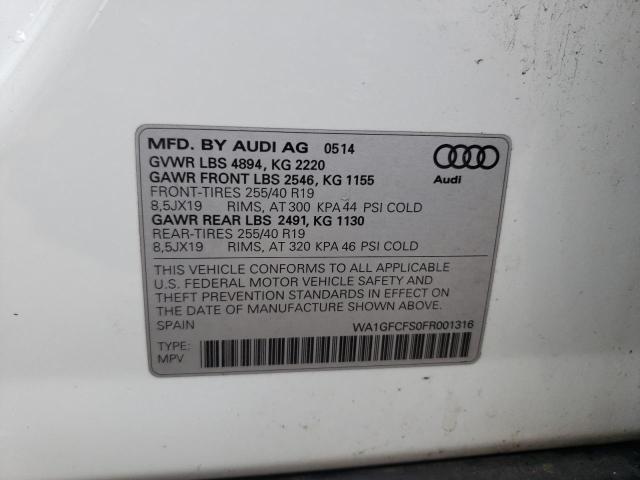 MFD. BY AUDI AG 0514
GVWR LBS 4894, KG 2220
GAWR FRONT LBS 2546, KG 1155
FRONT-TIRES 255/40 R19
8,5JX19 RIMS, AT 300 KPA 44 PSI COLD
GAWR REAR LBS 2491, KG 1130
REAR-TIRES 255/40 R19
8,5JX19 RIMS, AT 320 KPA 46 PSI COLD
Audi
THIS VEHICLE CONFORMS TO ALL APPLICABLE
U.S. FEDERAL MOTOR VEHICLE SAFETY AND
THEFT PREVENTION STANDARDS IN EFFECT ON
THE DATE OF MANUFACTURE SHOWN ABOVE.
SPAIN WA1GFCFS0FR001316
TYPE:
MPV